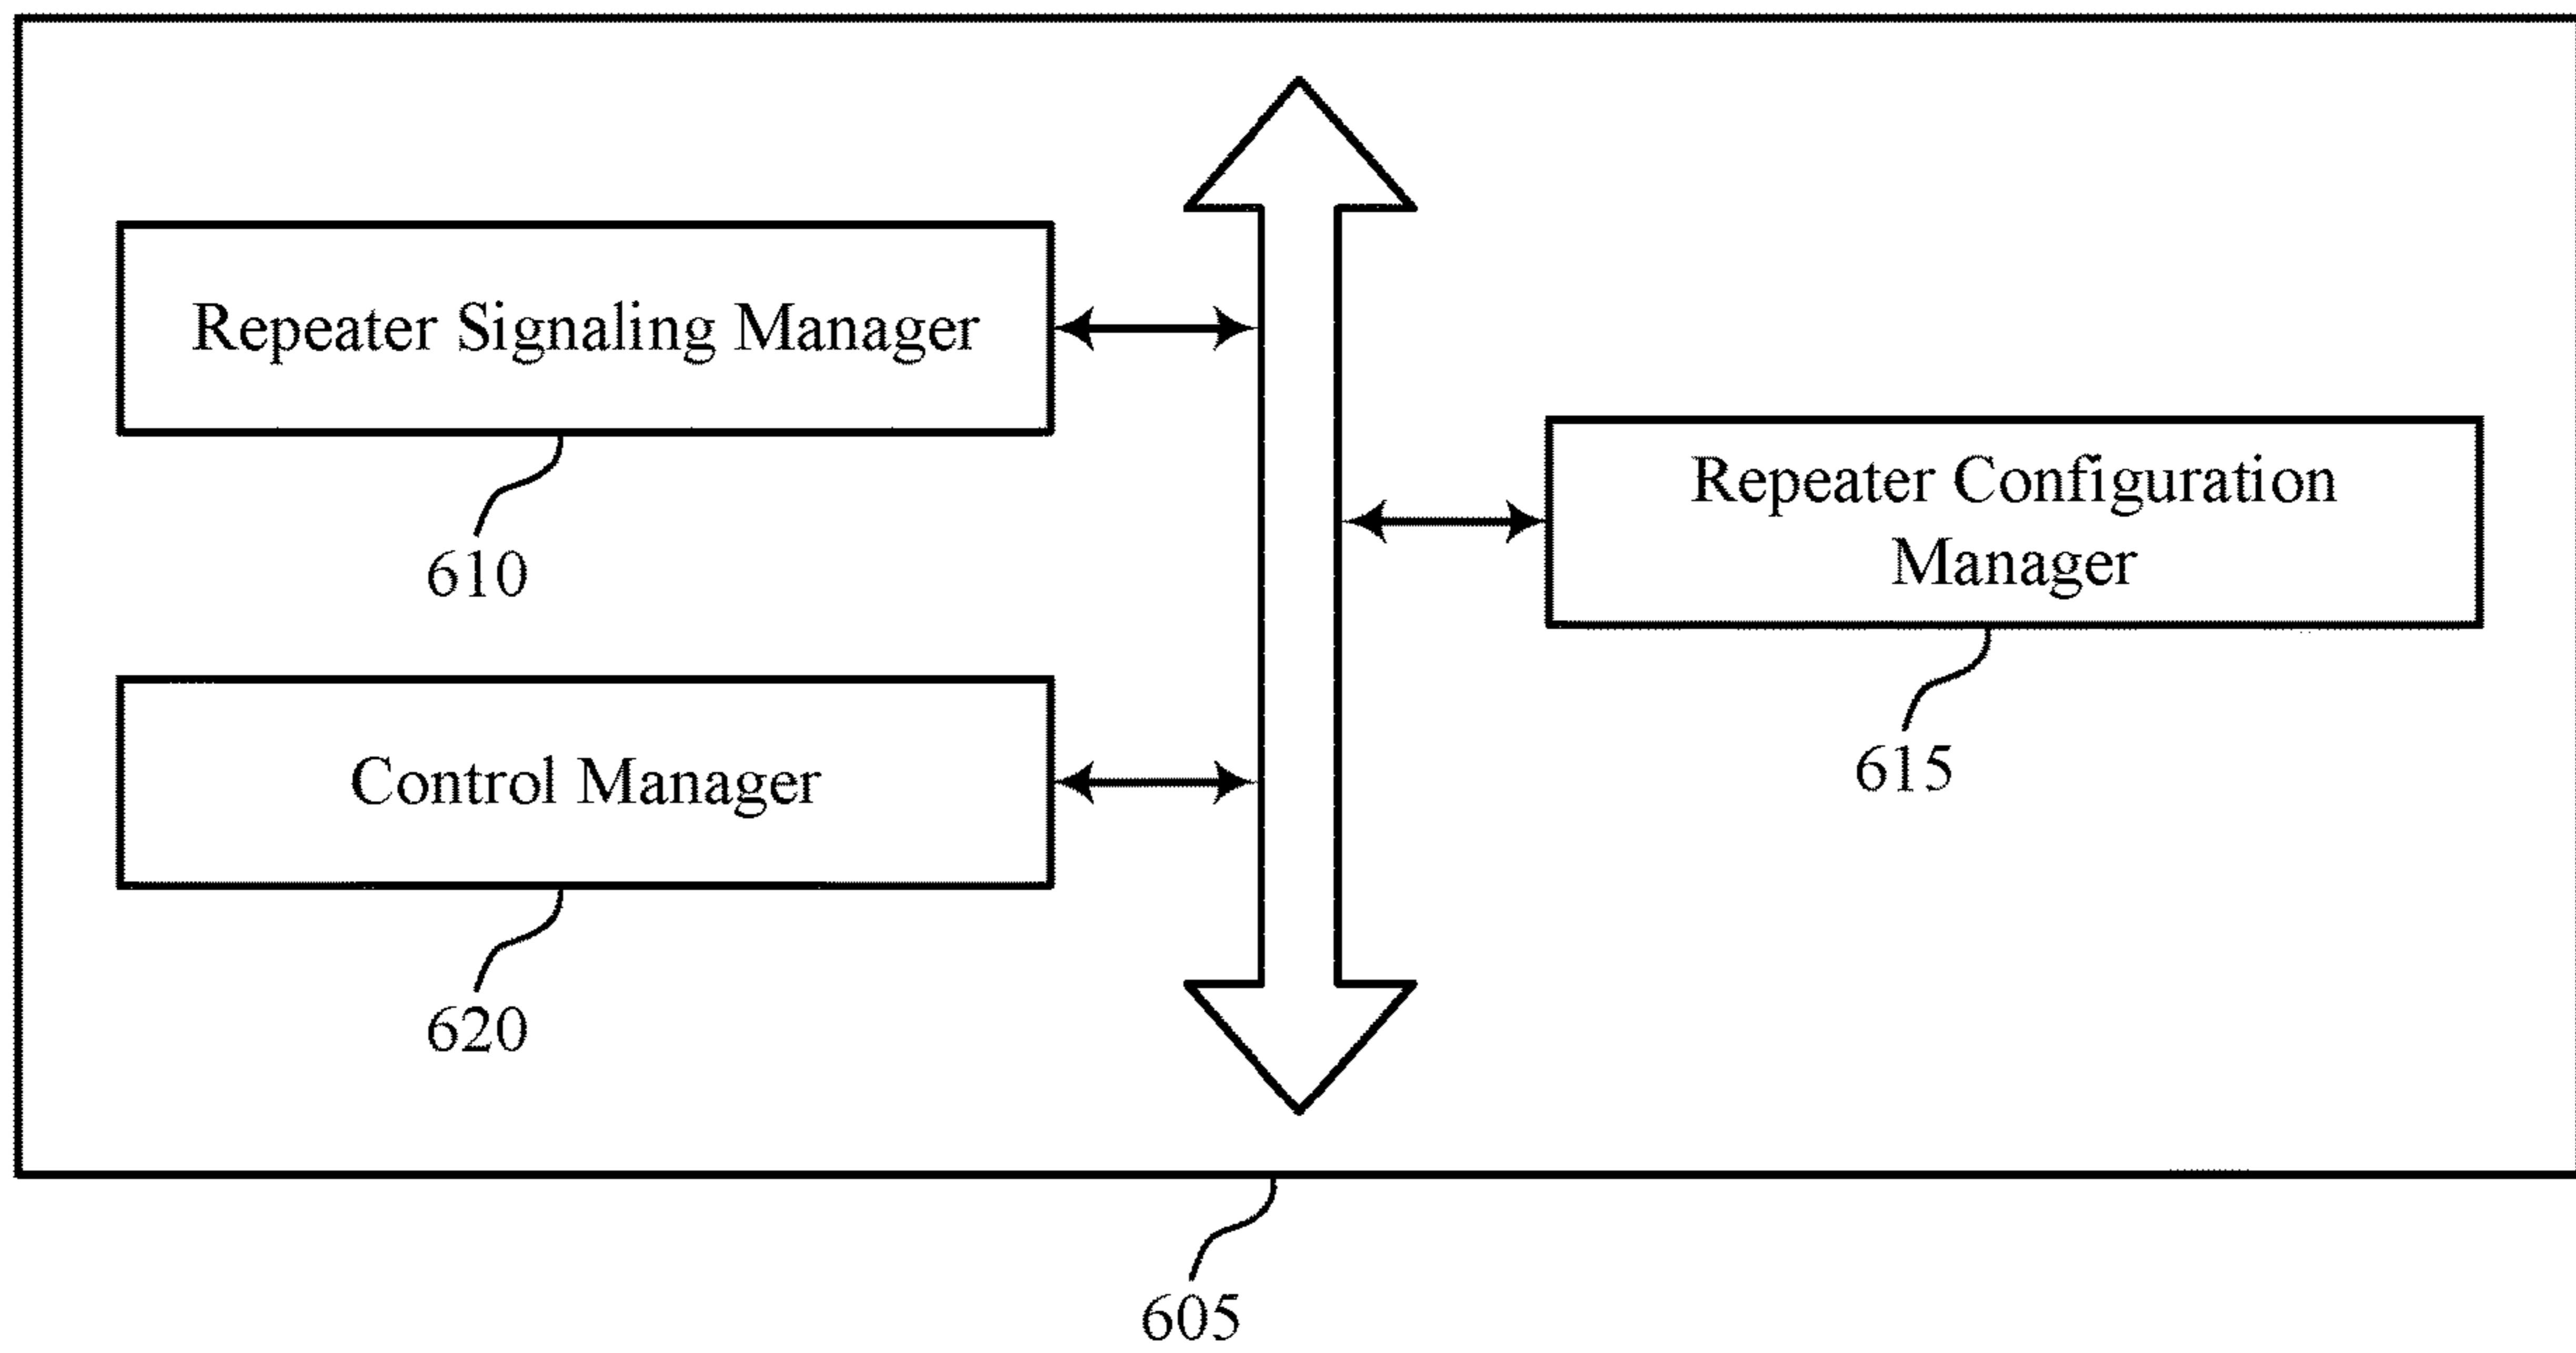 Repeater Signaling Manager
610
Repeater Configuration
Manager
615
Control Manager
620
605